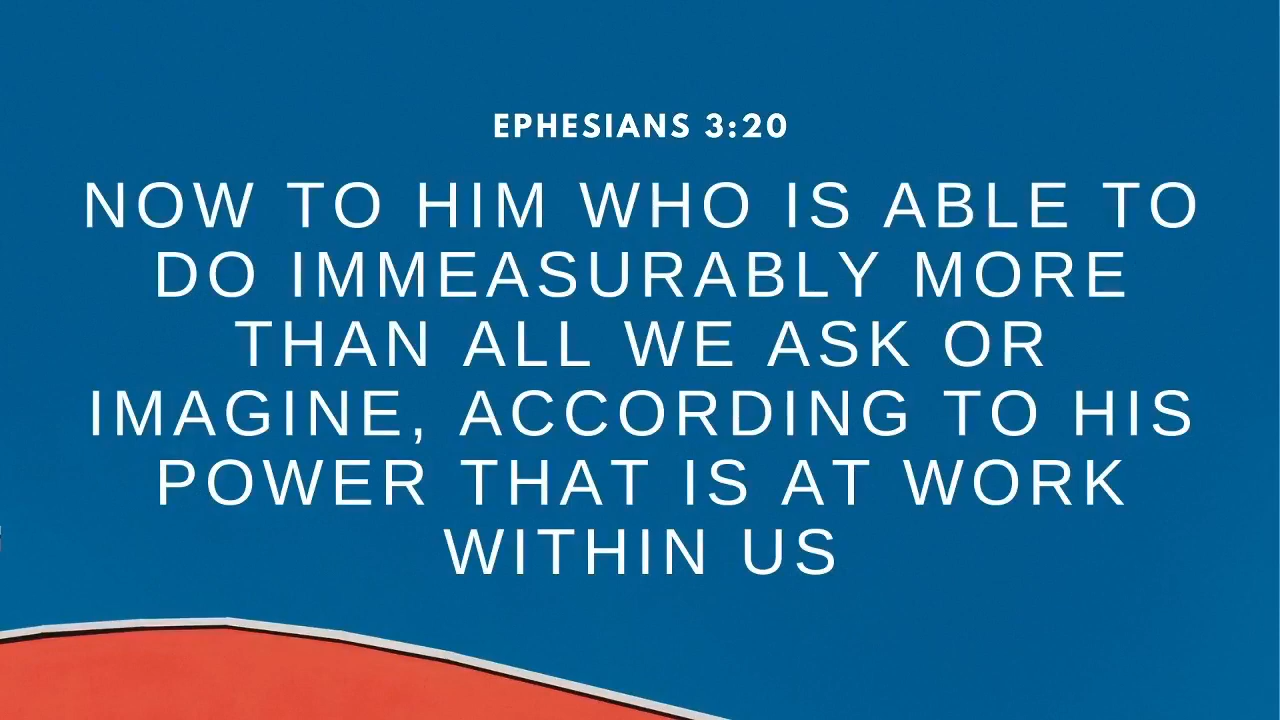 EPHESIANS 3:20
NOW TO HIM WHO IS ABLE TO
DO IMMEASURABLY MORE
THAN ALL WE ASK OR
IMAGINE, ACCORDING TO HIS
POWER THAT IS AT WORK
WITHIN US